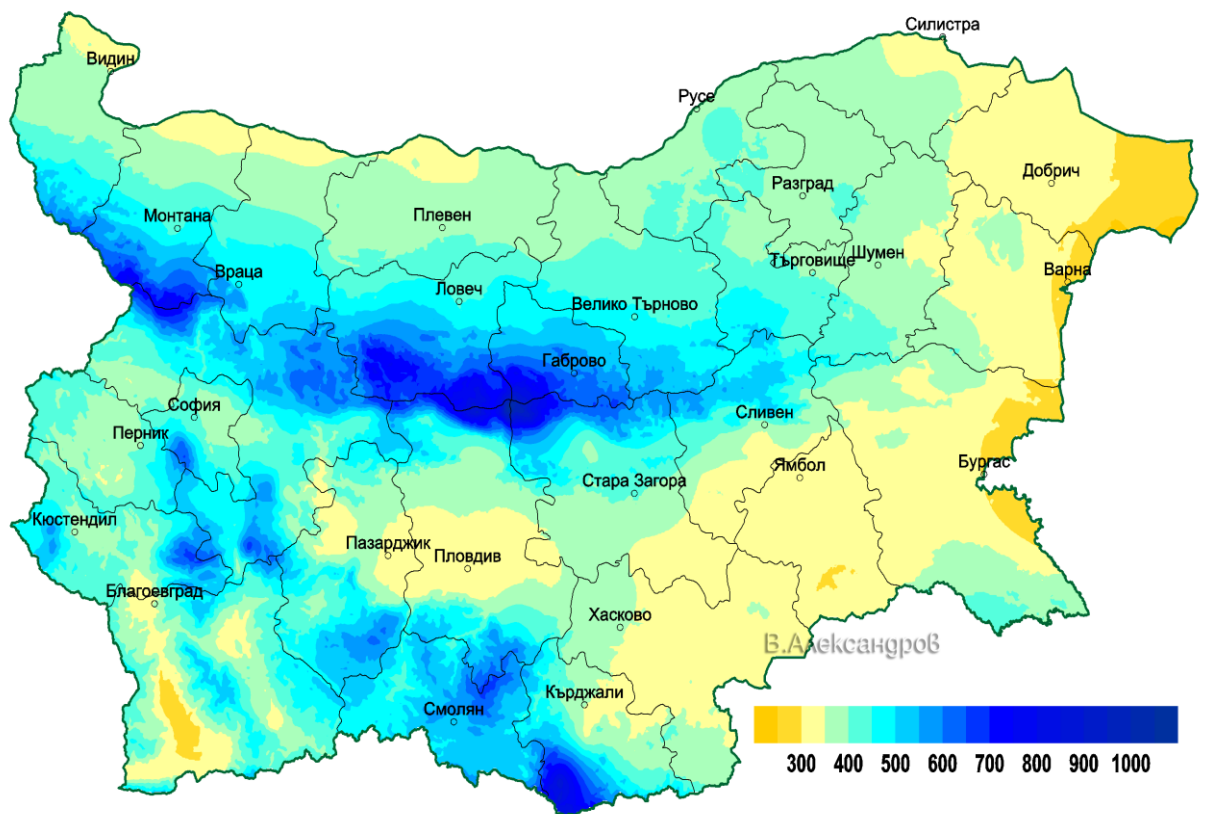 Силистра
Видин
Русе
Добрич
Разград
Монтана
Плевен
Шумен
Търговище
Варна
Враца
Ловеч
Велико Търново
Габрово
София
Сливен
Перник
Бургас
Ямбол
Стара Загора
Кюстендил
Пазарджик
Пловдив
Благоевград
Хасково
В.Александров
Кърджали
Смолян
300 400 500 600 700 800 900 1000